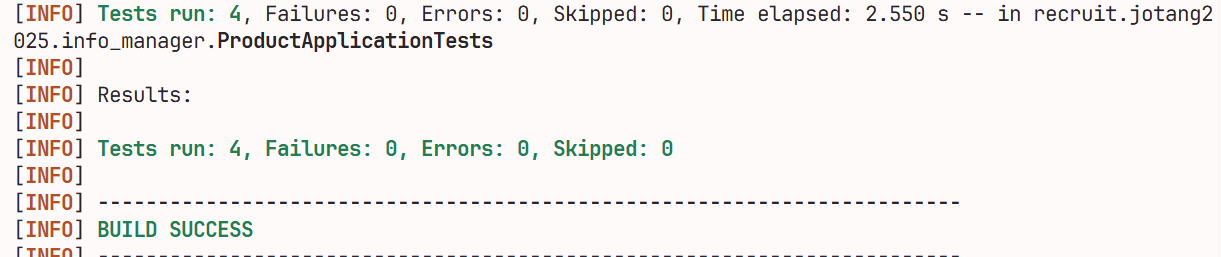 [INFO] Tests run: 4, Failures: 0, Errors: 0, Skipped: 0, Time elapsed: 2.550 s -- in recruit.jotang2
025.info_manager.ProductApplicationTests
[INFO]
[INFO] Results:
[INFO]
[INFO] Tests run: 4, Failures: 0, Errors: 0, Skipped: 0
[INFO]
[INFO] ------------------------------------------------------------------------
[INFO] BUILD SUCCESS
[INFO] ------------------------------------------------------------------------